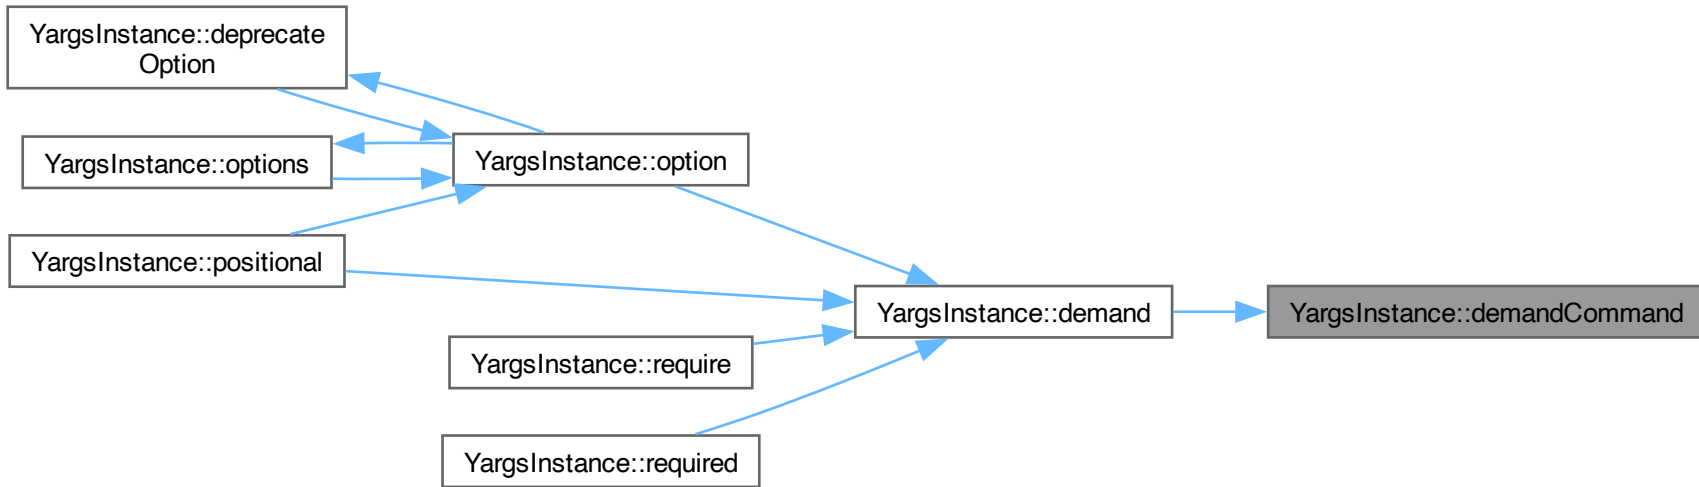 YargsInstance::deprecate
Option
YargsInstance::options
YargsInstance::option
YargsInstance::positional
YargsInstance::demand
YargsInstance::demandCommand
YargsInstance::require
YargsInstance::required